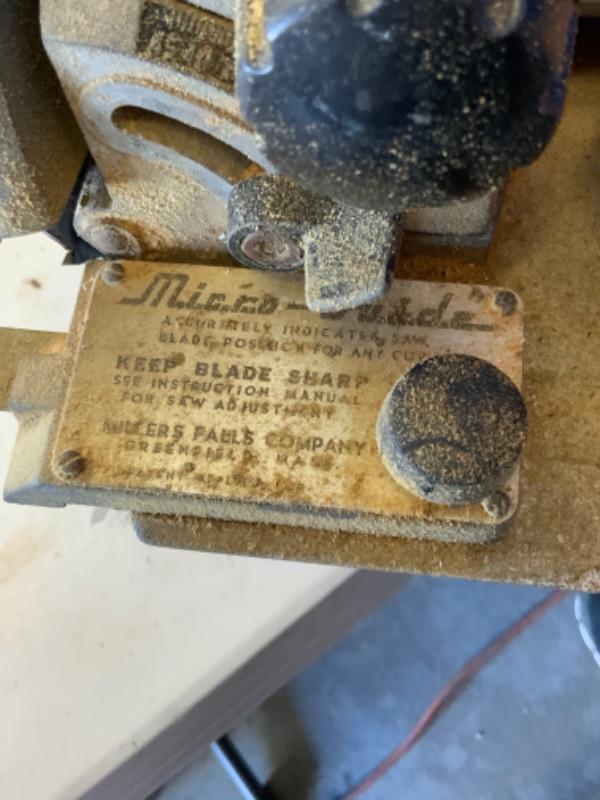 Micro-Guide
ACCURATELY INDICATES SAW
BLADE POSITION FOR ANY CUT
KEEP BLADE SHARP
SEE INSTRUCTION MANUAL
FOR SAW ADJUSTMENT
MILLERS FALLS COMPANY
GREENFIELD, MASS.